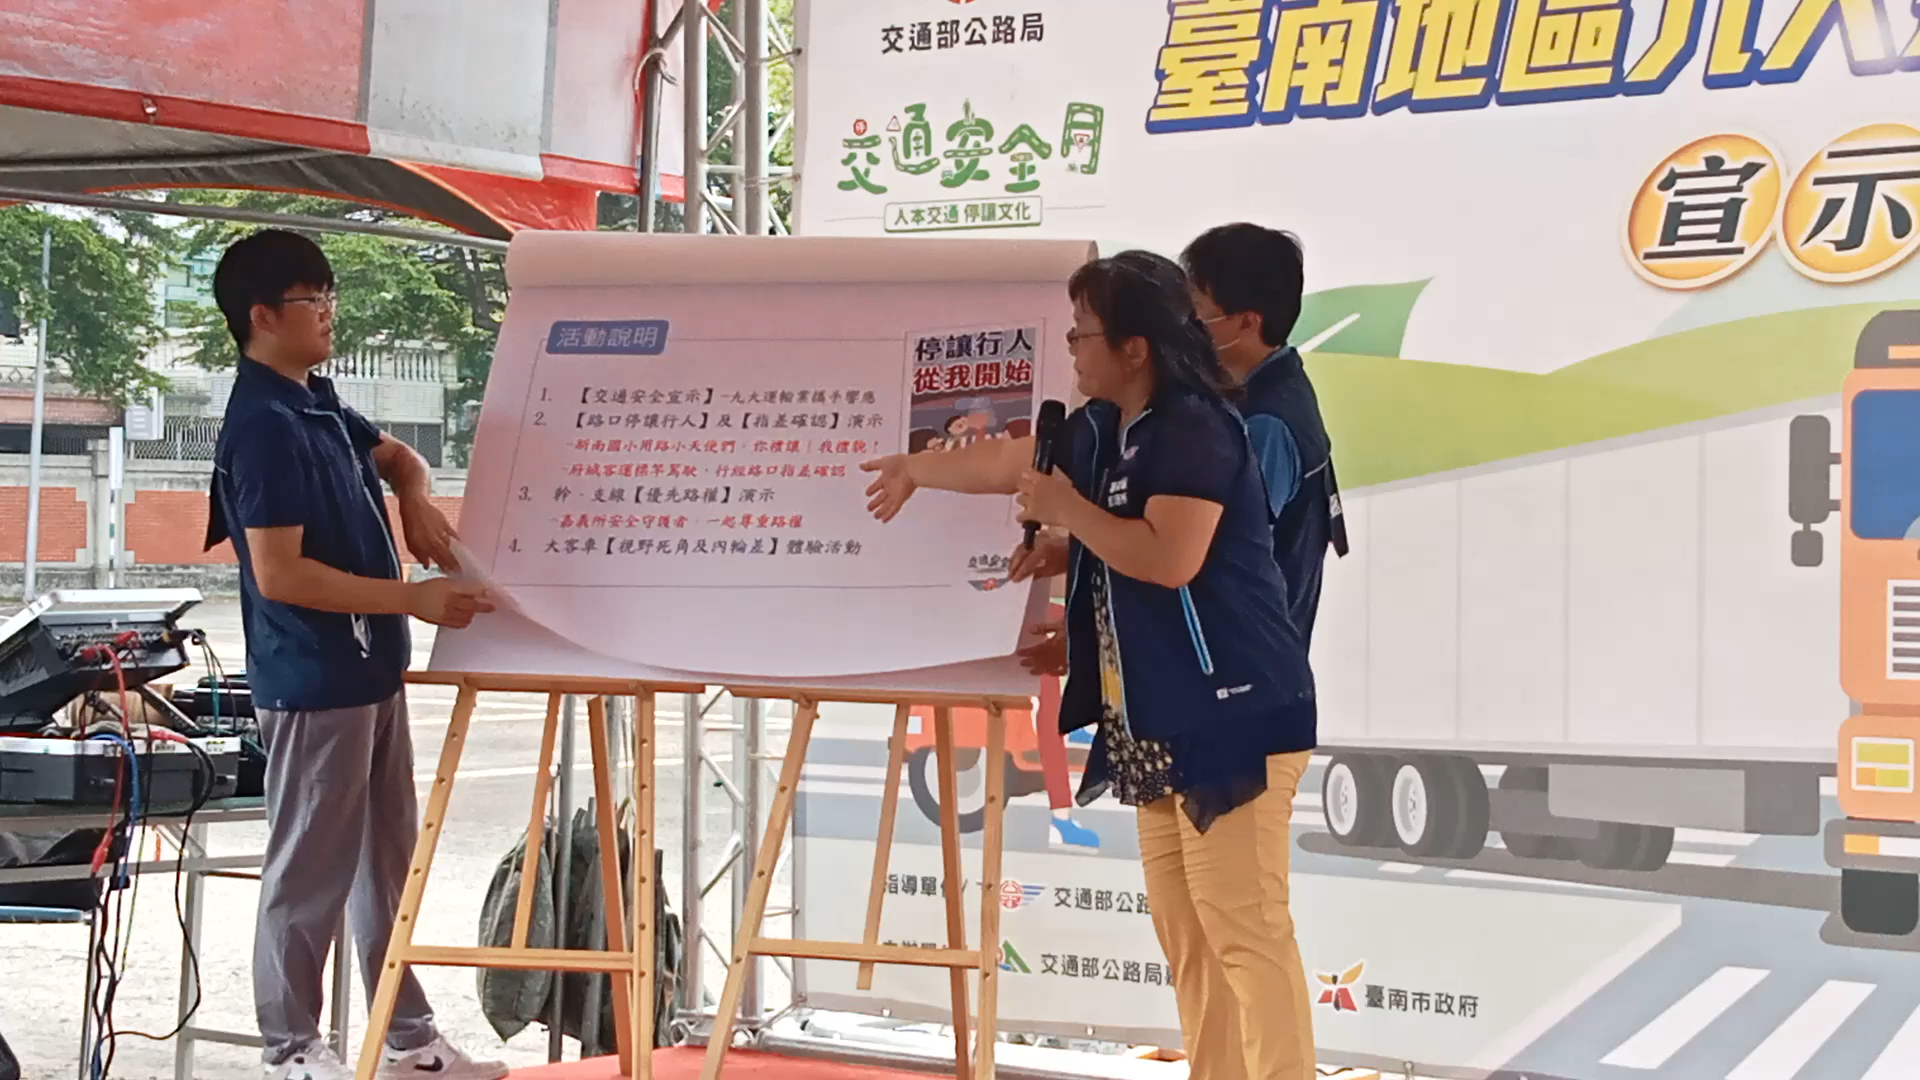 交通部公路局
臺南地區九大
交通安全月
人本交通 停讓文化
宣示
活動說明
停讓行人
從我開始
1. 【交通安全宣示】-九大運輸業攜手響應
2. 【路口停讓行人】及【指差確認】演示
~新南國小用路小天使們,你禮讓!我禮貌!
~府城客運標竿駕駛,行經路口指差確認
3. 幹、支線【優先路權】演示
~嘉義所安全守護者,一起尊重路權
4. 大客車【視野死角及內輪差】體驗活動
交通安全
指導單位
交通部公路
交通部公路局
臺南市政府